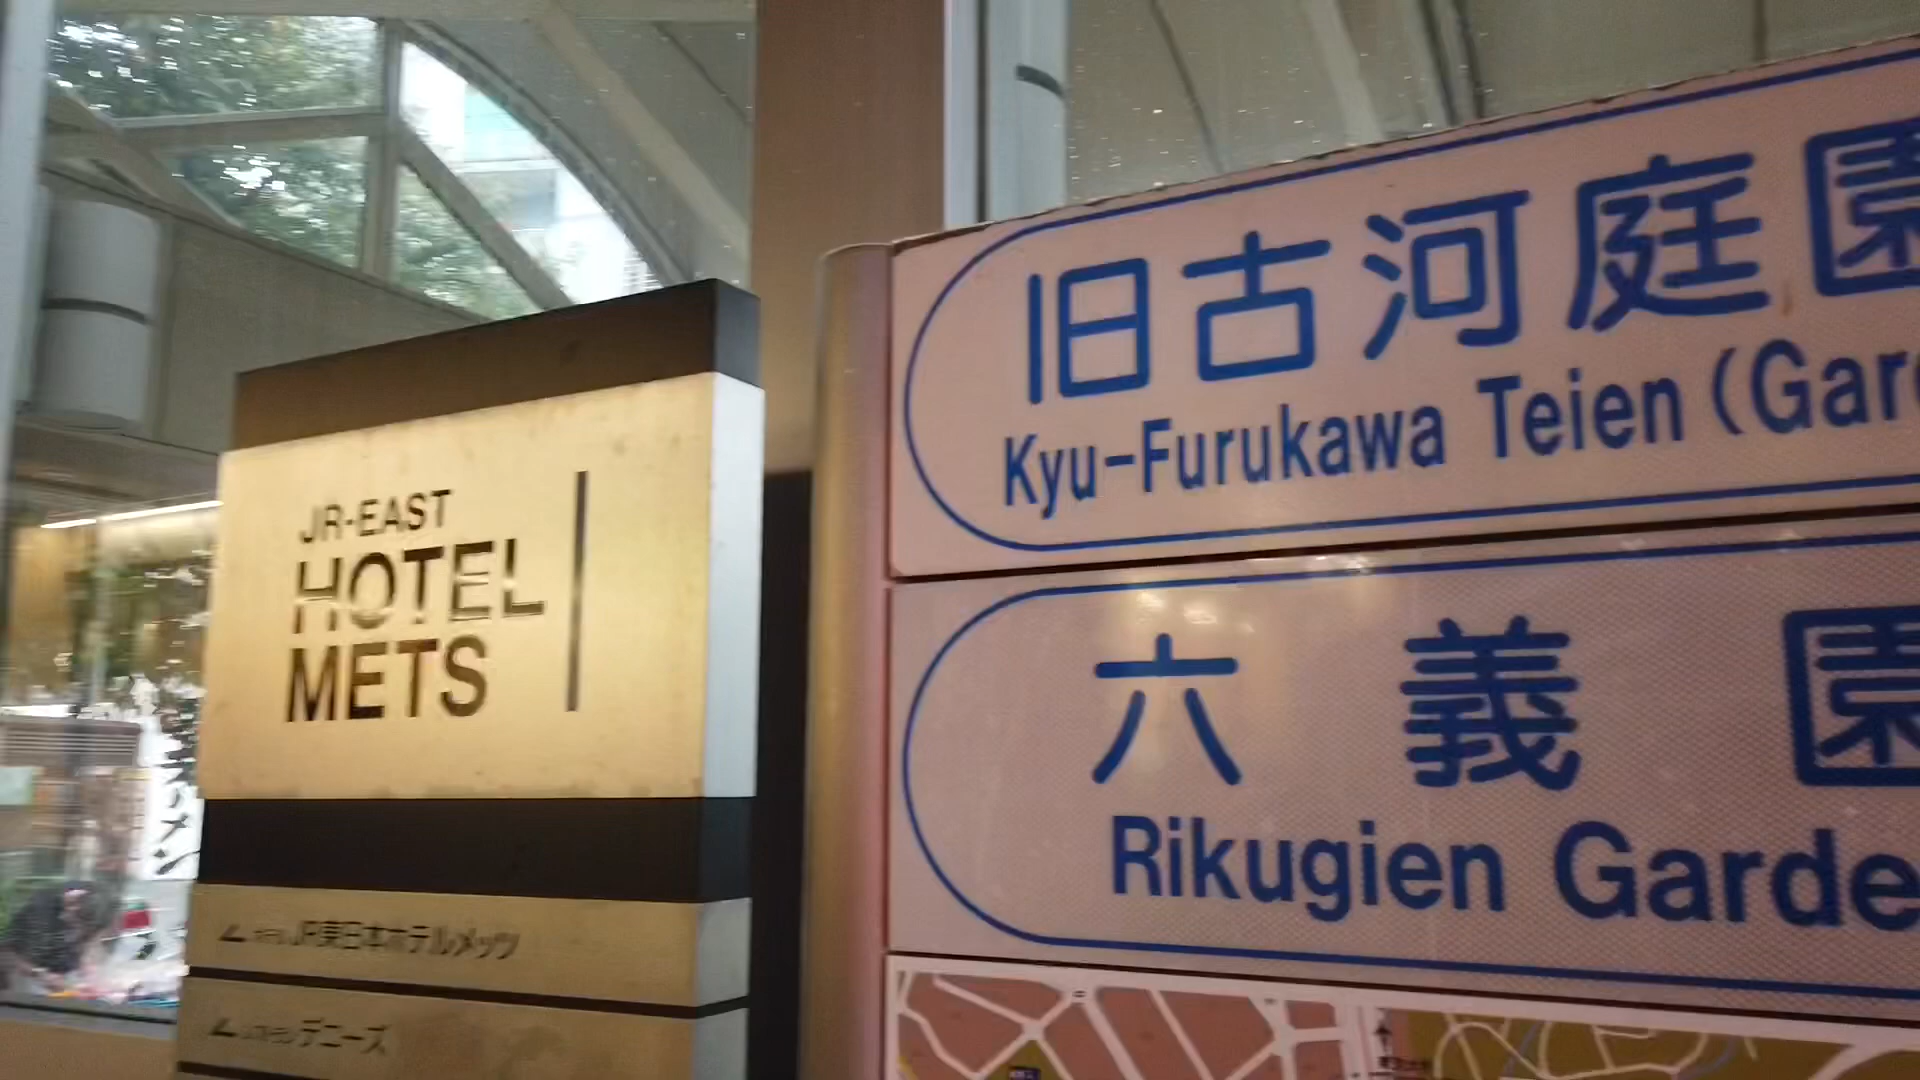 JR-EAST
HOTEL
METS
JR東日本ホテルメッツ
デニーズ
旧古河庭園
Kyu-Furukawa Teien (Gar
六義園
Rikugien Garde